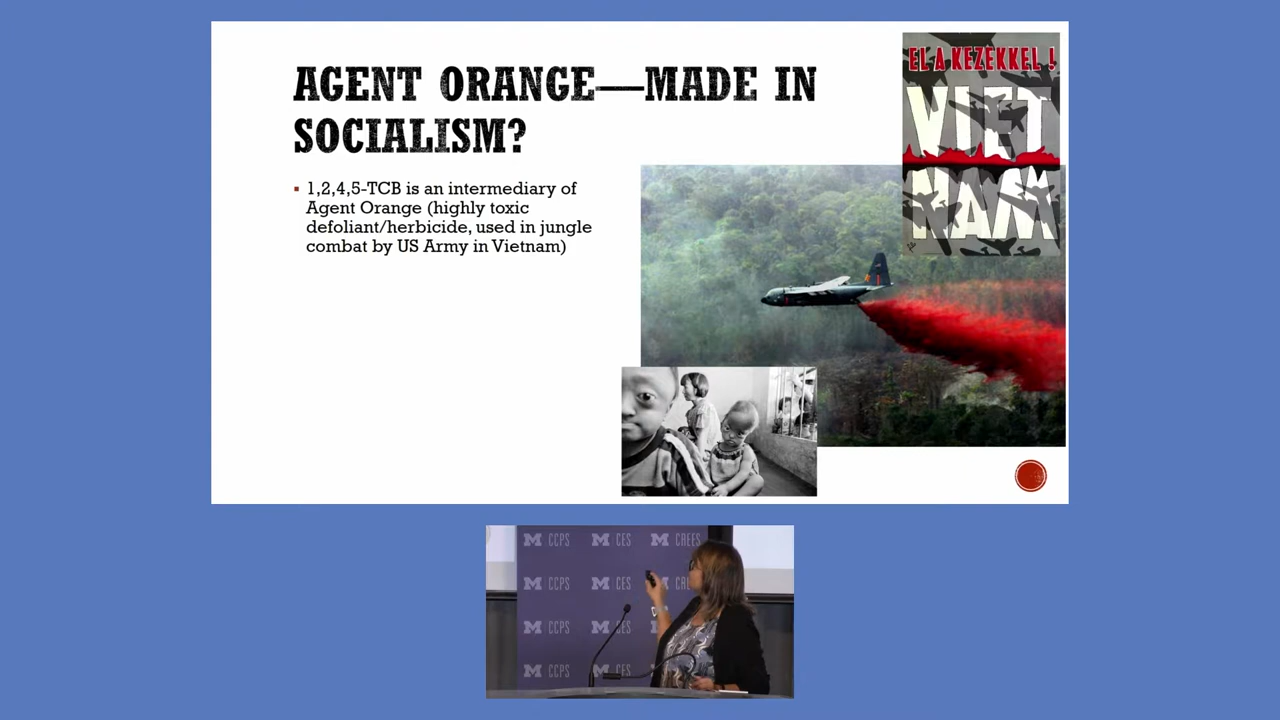 AGENT ORANGE—MADE IN
SOCIALISM?
▪ 1,2,4,5-TCB is an intermediary of
Agent Orange (highly toxic
defoliant/herbicide, used in jungle
combat by US Army in Vietnam)
EL A KEZEKKEL !
VIET
NAM
M CCPS M CES M CREES
M CCPS M CES M CRE
M CCPS M CES
M CCPS M CES